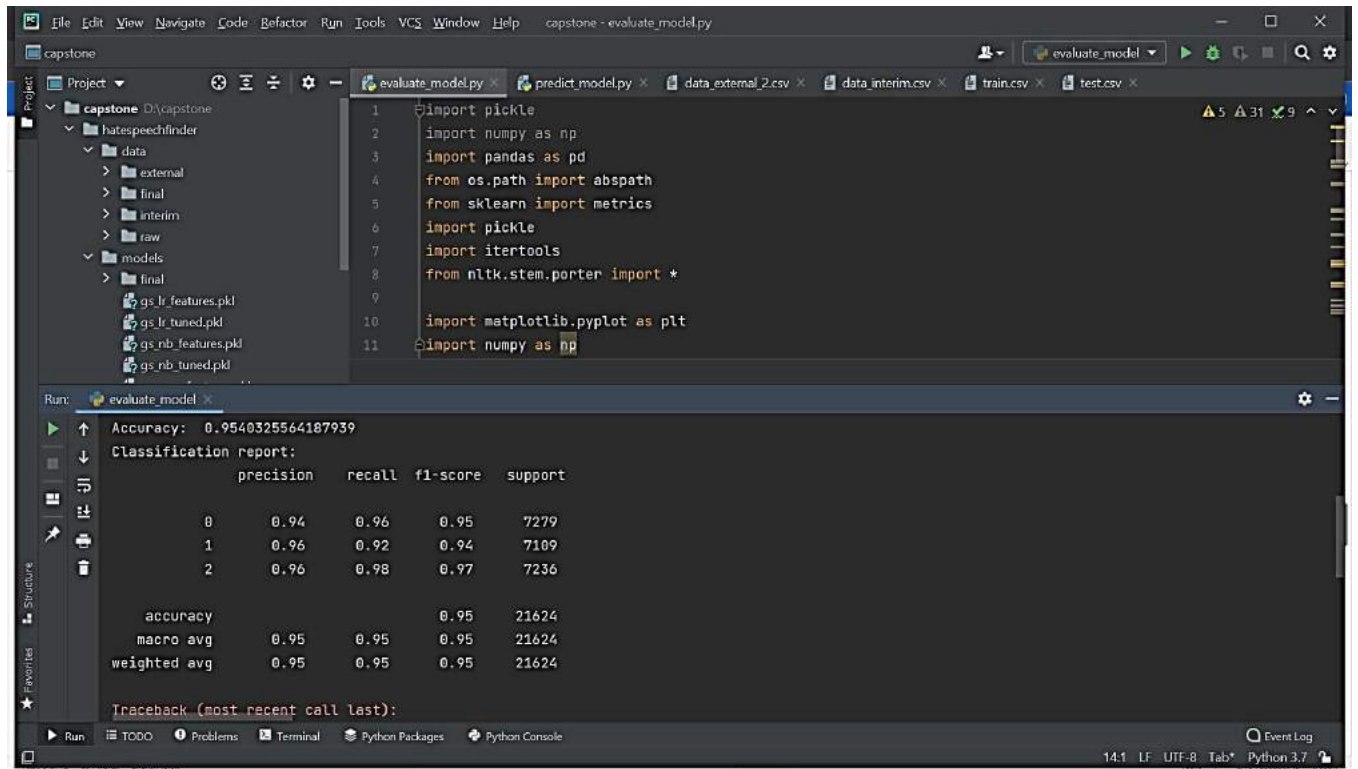 File Edit View Navigate Code Refactor Run Tools VCS Window Help capstone - evaluate_model.py
capstone
evaluate_model
Project
evaluate_model.py predict_model.py data_external_2.csv data_interim.csv train.csv test.csv
Project
capstone D:\capstone
hatespeechfinder
data
external
final
interim
raw
models
final
gs_lr_features.pkl
gs_lr_tuned.pkl
gs_nb_features.pkl
gs_nb_tuned.pkl
5 31 9
1 import pickle
2 import numpy as np
3 import pandas as pd
4 from os.path import abspath
5 from sklearn import metrics
6 import pickle
7 import itertools
8 from nltk.stem.porter import *
9
10 import matplotlib.pyplot as plt
11 import numpy as np
Run: evaluate_model
Accuracy: 0.9540325564187939
Classification report:
precision recall f1-score support
0 0.94 0.96 0.95 7279
1 0.96 0.92 0.94 7109
2 0.96 0.98 0.97 7236
accuracy 0.95 21624
macro avg 0.95 0.95 0.95 21624
weighted avg 0.95 0.95 0.95 21624
Traceback (most recent call last):
Structure
Favorites
Run TODO Problems Terminal Python Packages Python Console Event Log
14:1 LF UTF-8 Tab* Python 3.7